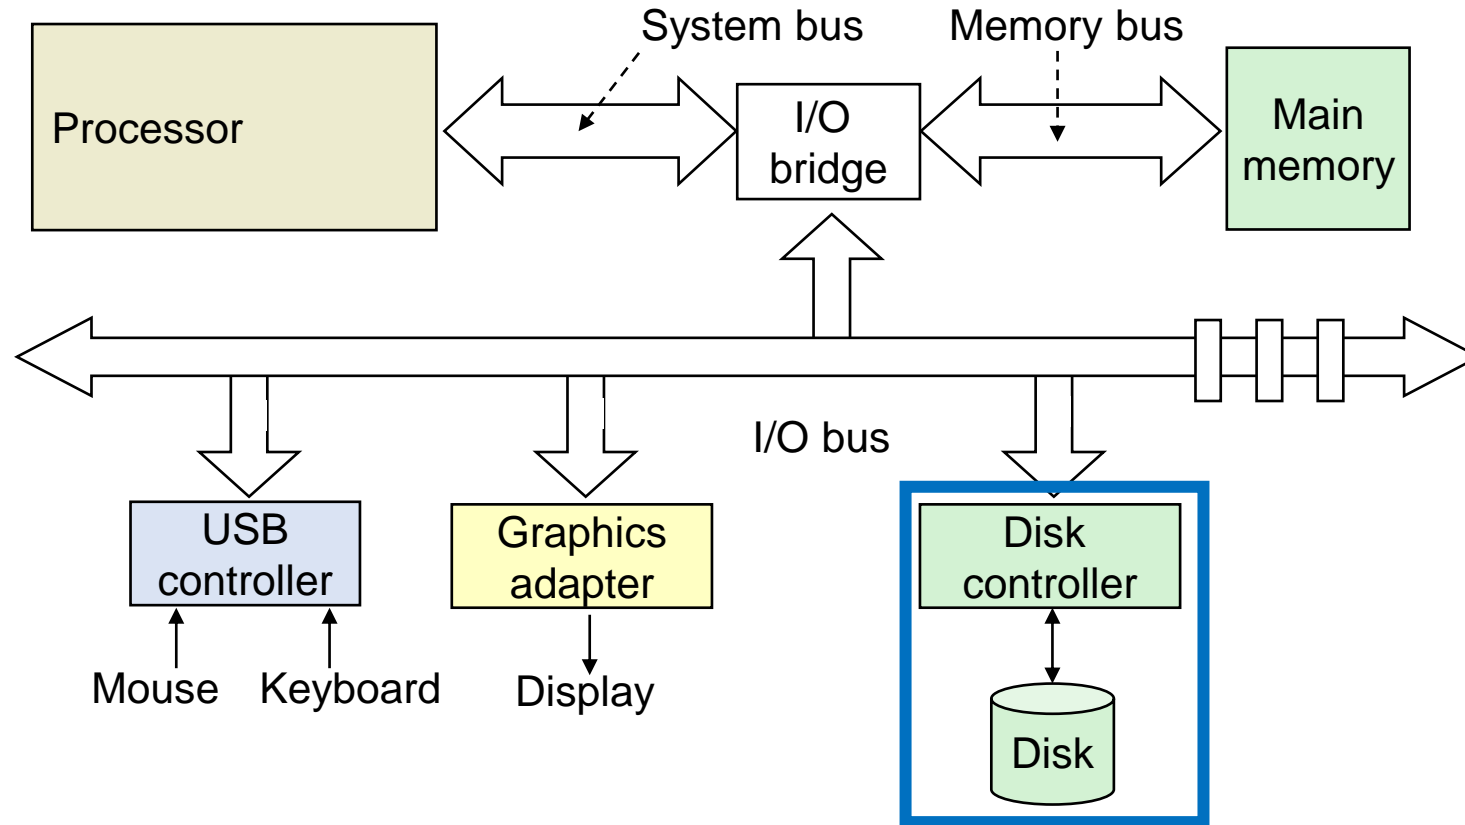 System bus
Memory bus
Processor
I/O
bridge
Main
memory
I/O bus
USB
controller
Graphics
adapter
Disk
controller
Mouse
Keyboard
Display
Disk